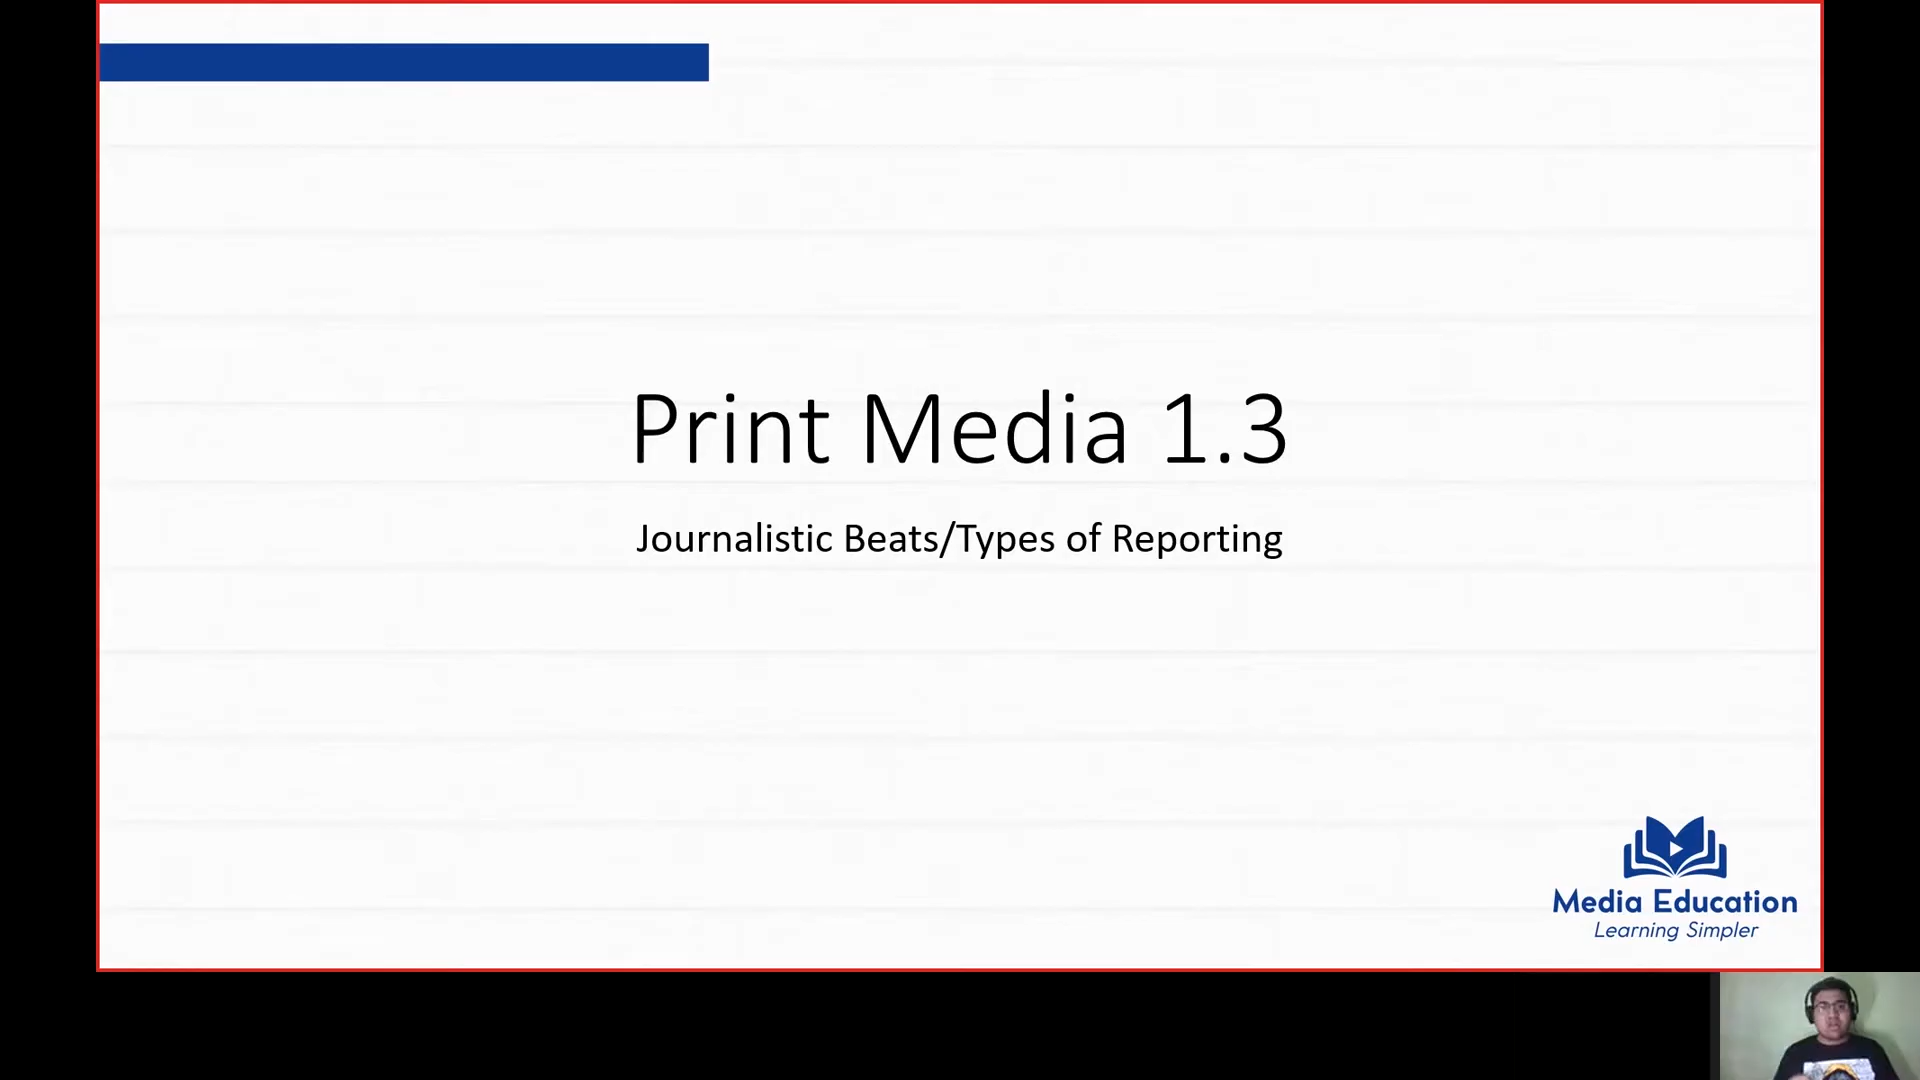 Print Media 1.3
Journalistic Beats/Types of Reporting
Media Education
Learning Simpler